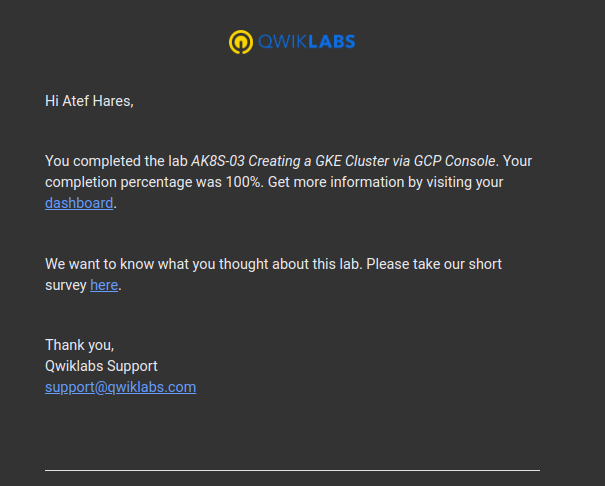 QWIKLABS
Hi Atef Hares,
You completed the lab AK8S-03 Creating a GKE Cluster via GCP Console. Your
completion percentage was 100%. Get more information by visiting your
dashboard.
We want to know what you thought about this lab. Please take our short
survey here.
Thank you,
Qwiklabs Support
support@qwiklabs.com